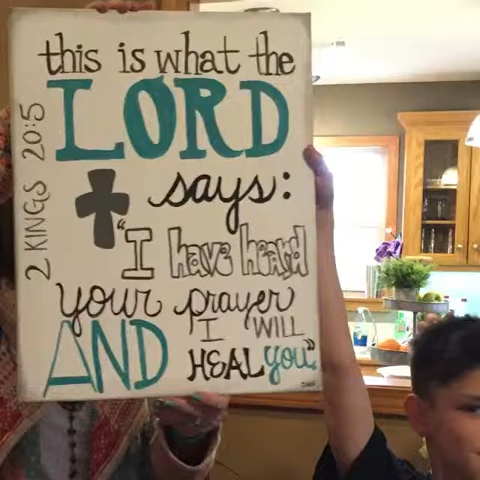 this is what the
LORD
says:
"I have heard
your prayer
AND I WILL
HEAL you"
2 KINGS 20:5